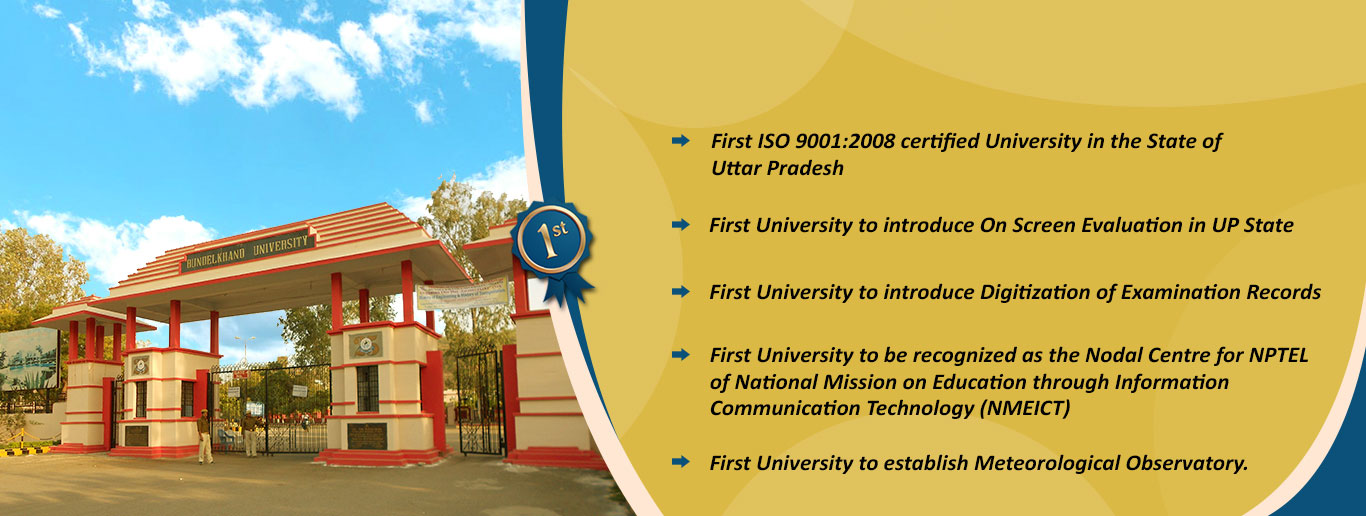 BUNDELKHAND UNIVERSITY
1st
First ISO 9001:2008 certified University in the State of
Uttar Pradesh
First University to introduce On Screen Evaluation in UP State
First University to introduce Digitization of Examination Records
First University to be recognized as the Nodal Centre for NPTEL
of National Mission on Education through Information
Communication Technology (NMEICT)
First University to establish Meteorological Observatory.